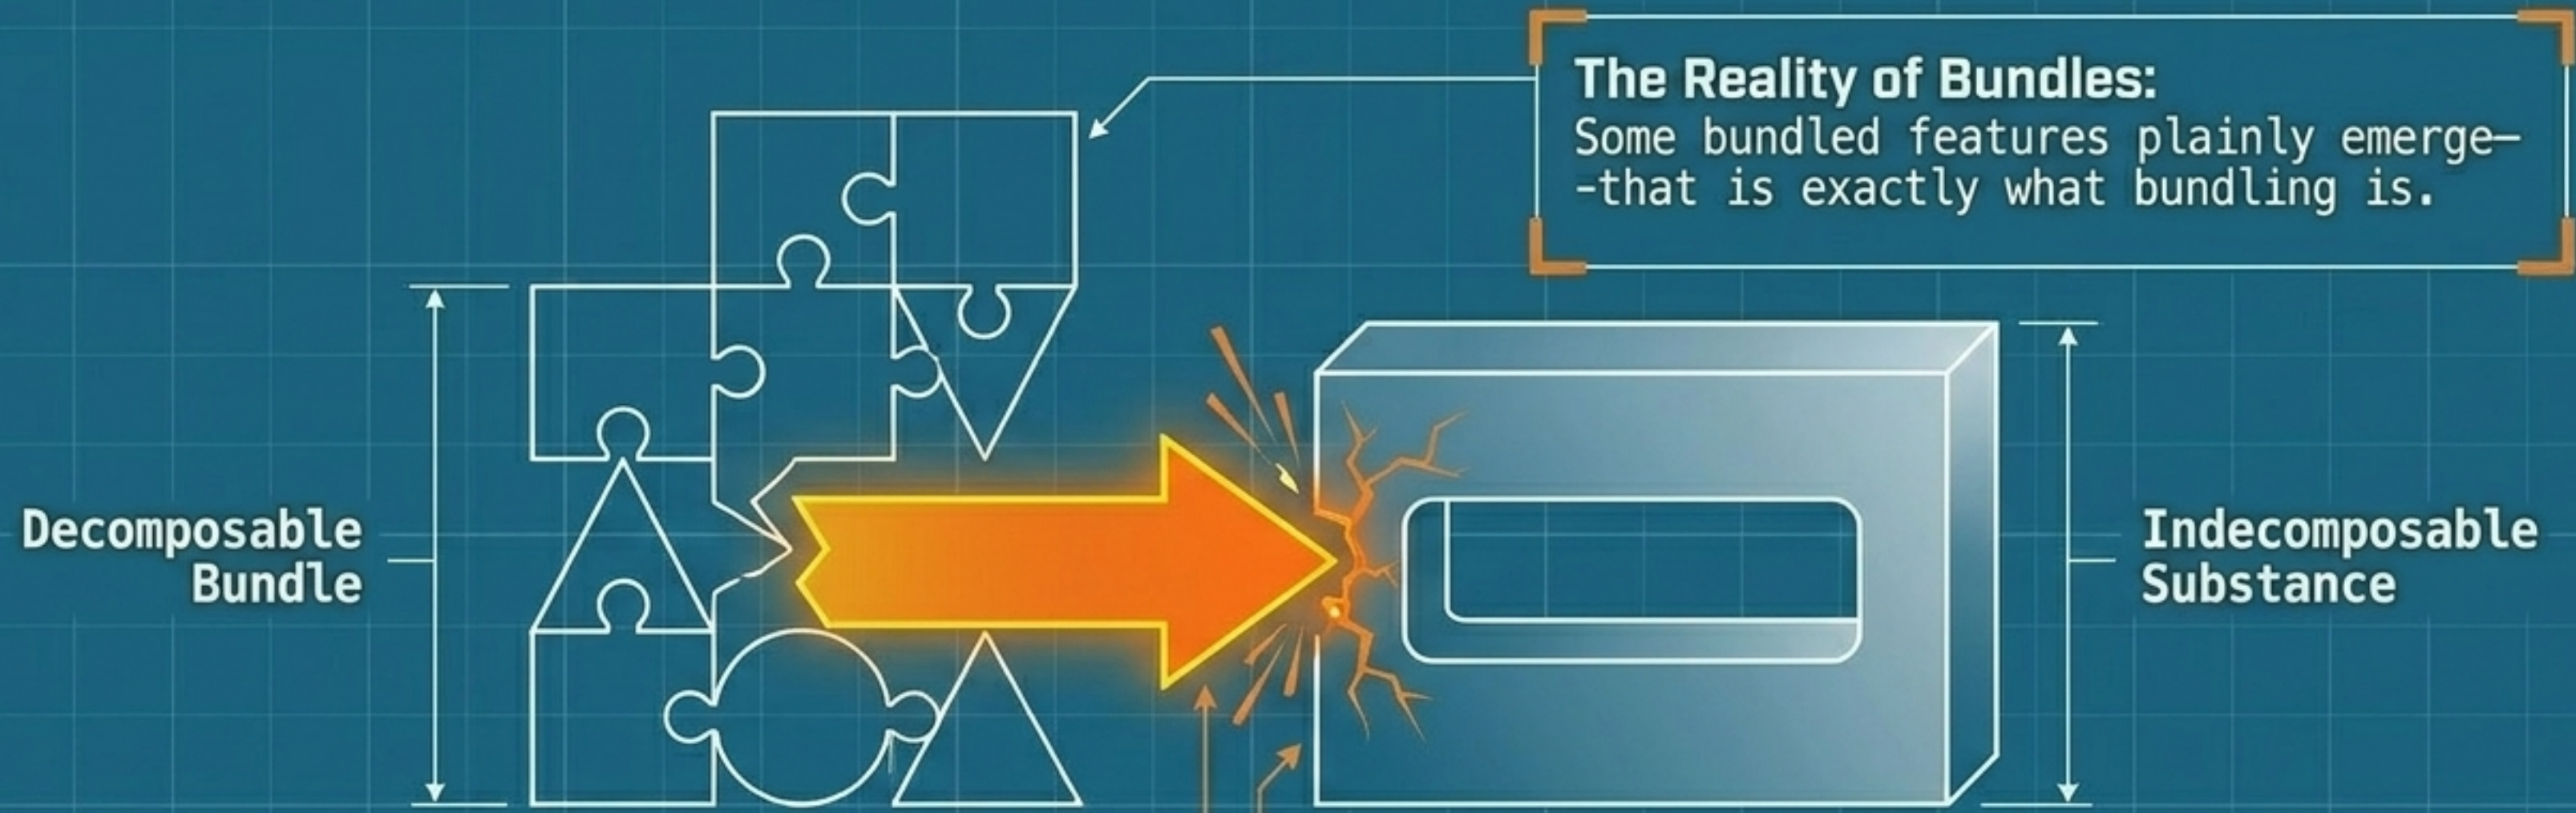 The Reality of Bundles:
Some bundled features plainly emerge—
-that is exactly what bundling is.
Decomposable
Bundle
Indecomposable
Substance